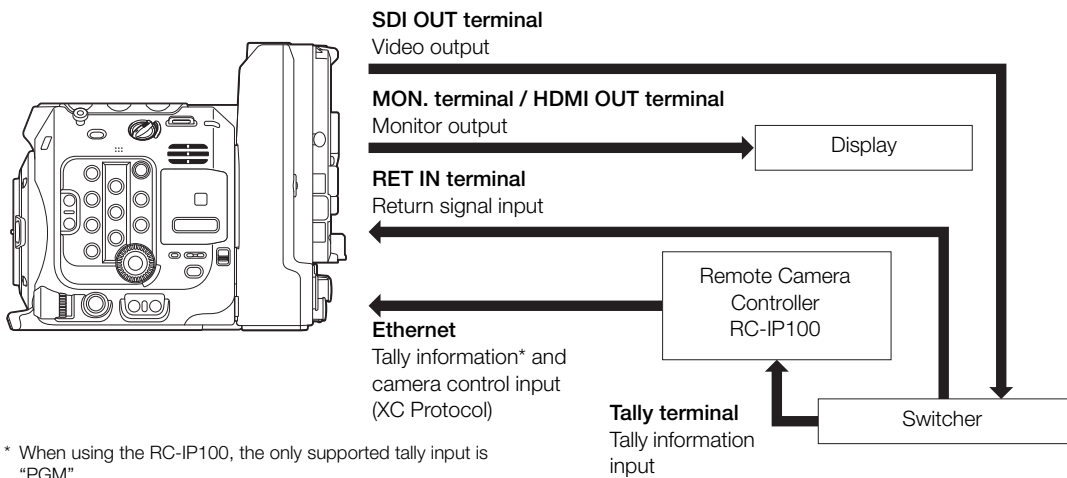 SDI OUT terminal
Video output
MON. terminal / HDMI OUT terminal
Monitor output
Display
RET IN terminal
Return signal input
Remote Camera
Controller
RC-IP100
Ethernet
Tally information* and
camera control input
(XC Protocol)
Tally terminal
Tally information
input
Switcher
* When using the RC-IP100, the only supported tally input is
“PGM”